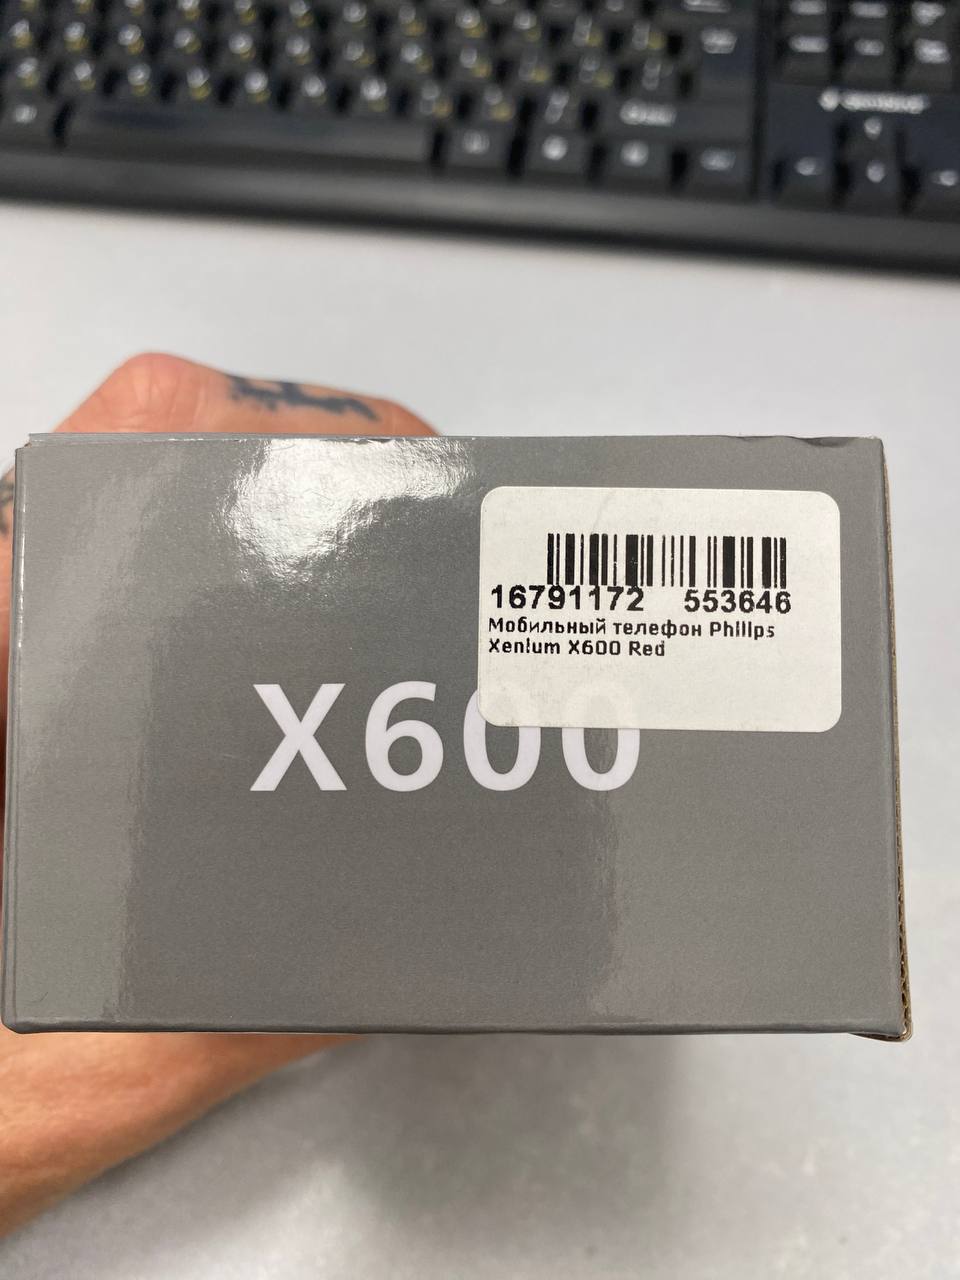 16791172 553646
Мобильный телефон Philips
Xenium X600 Red
X600